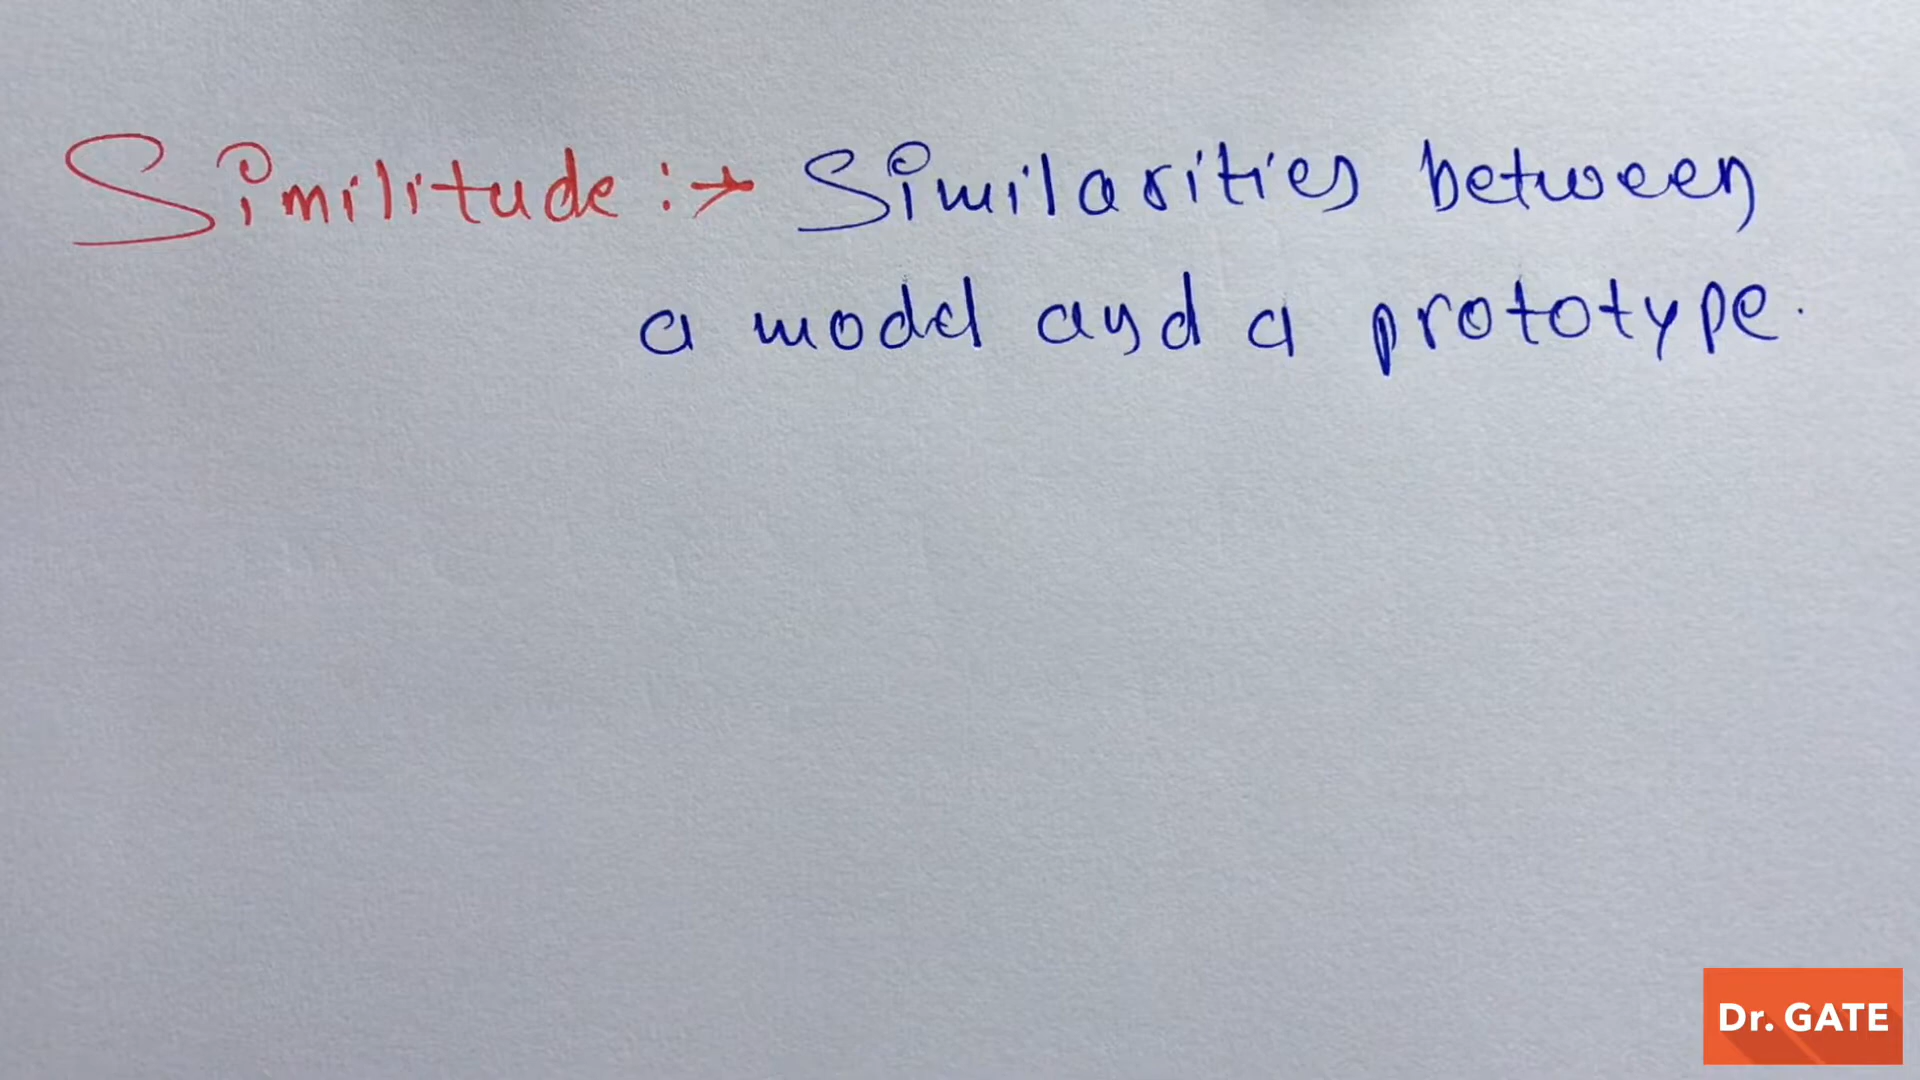 Similitude :→ Similarities between
a model and a prototype.
Dr. GATE